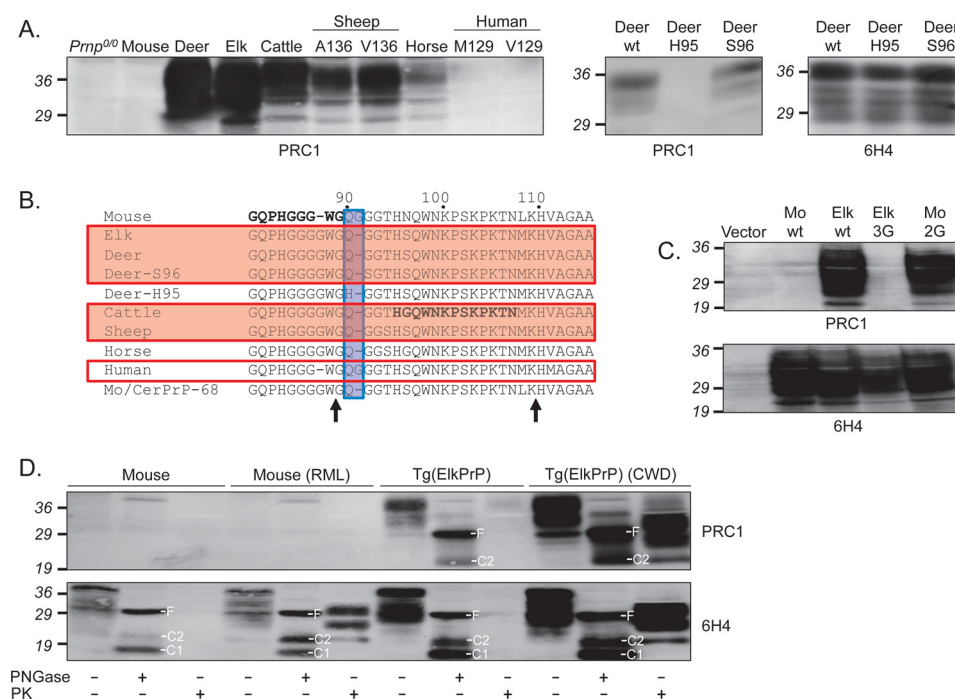 A.
Sheep Human
Prnp0/0 Mouse Deer Elk Cattle A136 V136 Horse M129 V129
36
29
PRC1
Deer wt Deer H95 Deer S96
36
29
PRC1
Deer wt Deer H95 Deer S96
36
29
6H4
B.
90 100 110
Mouse GQPHGGG-WGQGGGTHNQWNKPSKPKTNLKHVAGAA
Elk GQPHGGGGWGQ-GGTHSQWNKPSKPKTNMKHVAGAA
Deer GQPHGGGGWGQ-GGTHSQWNKPSKPKTNMKHVAGAA
Deer-S96 GQPHGGGGWGQ-GGTHSQWNKPSKPKTNMKHVAGAA
Deer-H95 GQPHGGGGWGH-GGTHSQWNKPSKPKTNMKHVAGAA
Cattle GQPHGGGGWGQ-GGTHGQWNKPSKPKTNMKHVAGAA
Sheep GQPHGGGGWGQ-GGSHSQWNKPSKPKTNMKHVAGAA
Horse GQPHGGGGWGQ-GGSHGQWNKPSKPKTNMKHVAGAA
Human GQPHGGG-WGQGGGTHSQWNKPSKPKTNMKHMAGAA
Mo/CerPrP-68 GQPHGGGGWGQ-GGTHSQWNKPSKPKTNLKHVAGAA
C.
Vector Mo wt Elk wt Elk 3G Mo 2G
36
29
19
PRC1
36
29
19
6H4
D.
Mouse Mouse (RML) Tg(ElkPrP) Tg(ElkPrP) (CWD)
36
29 -F -F
19 -C2 -C2
PRC1
36
29 -F -F -F -F
-C2 -C2 -C2 -C2
19 -C1 -C1 -C1 -C1
6H4
PNGase - + - - + - - + - - + -
PK - - + - - + - - + - - +